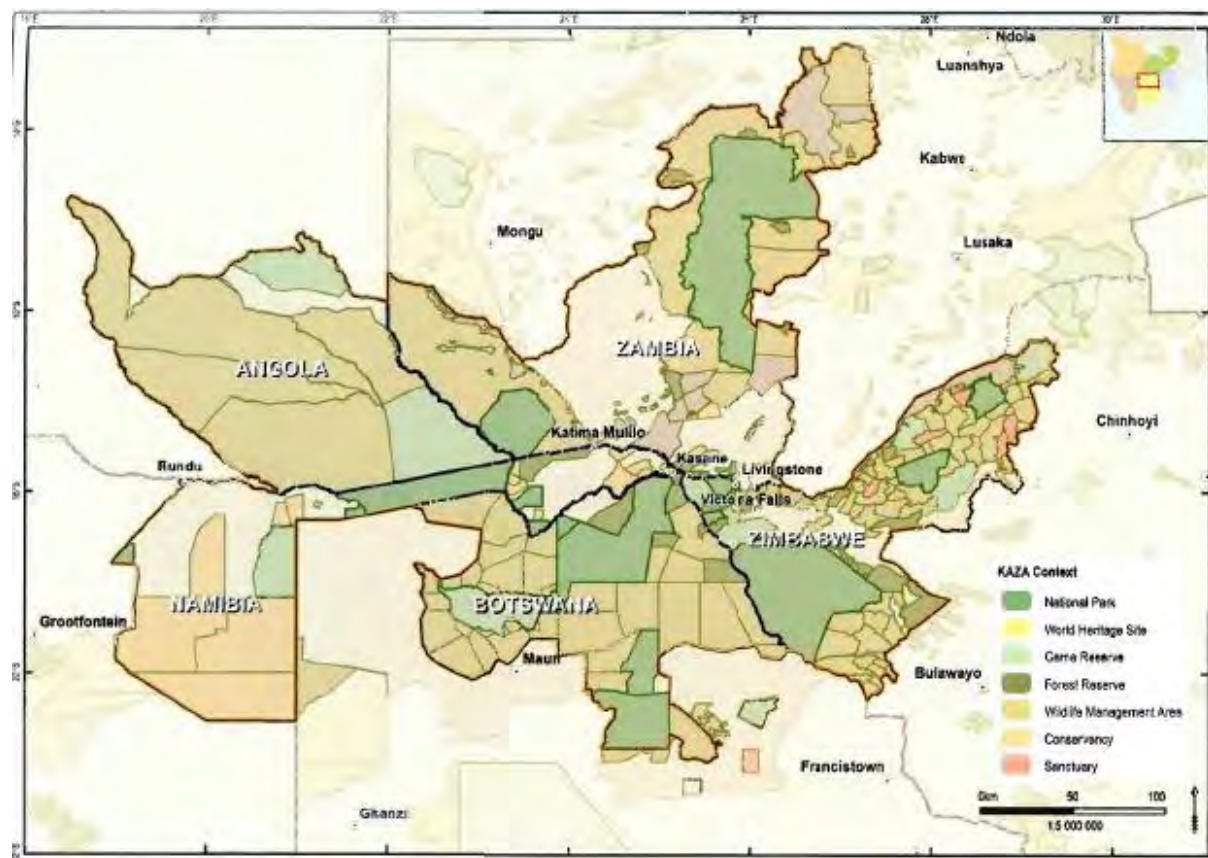 Ndola
Luanshya
Kabwe
Mongu
Lusaka
ZAMBIA
ANGOLA
Chinhoyi
Katima Mulilo
Kasane
Rundu
Livingstone
Victoria Falls
ZIMBABWE
KAZA Context
National Park
NAMIBIA
BOTSWANA
Grootfontein
World Heritage Site
Game Reserve
Maun
Bulawayo
Forest Reserve
Wildlife Management Area
Conservancy
Francistown
Sanctuary
0km 50 100
Ghanzi
1:5 000 000